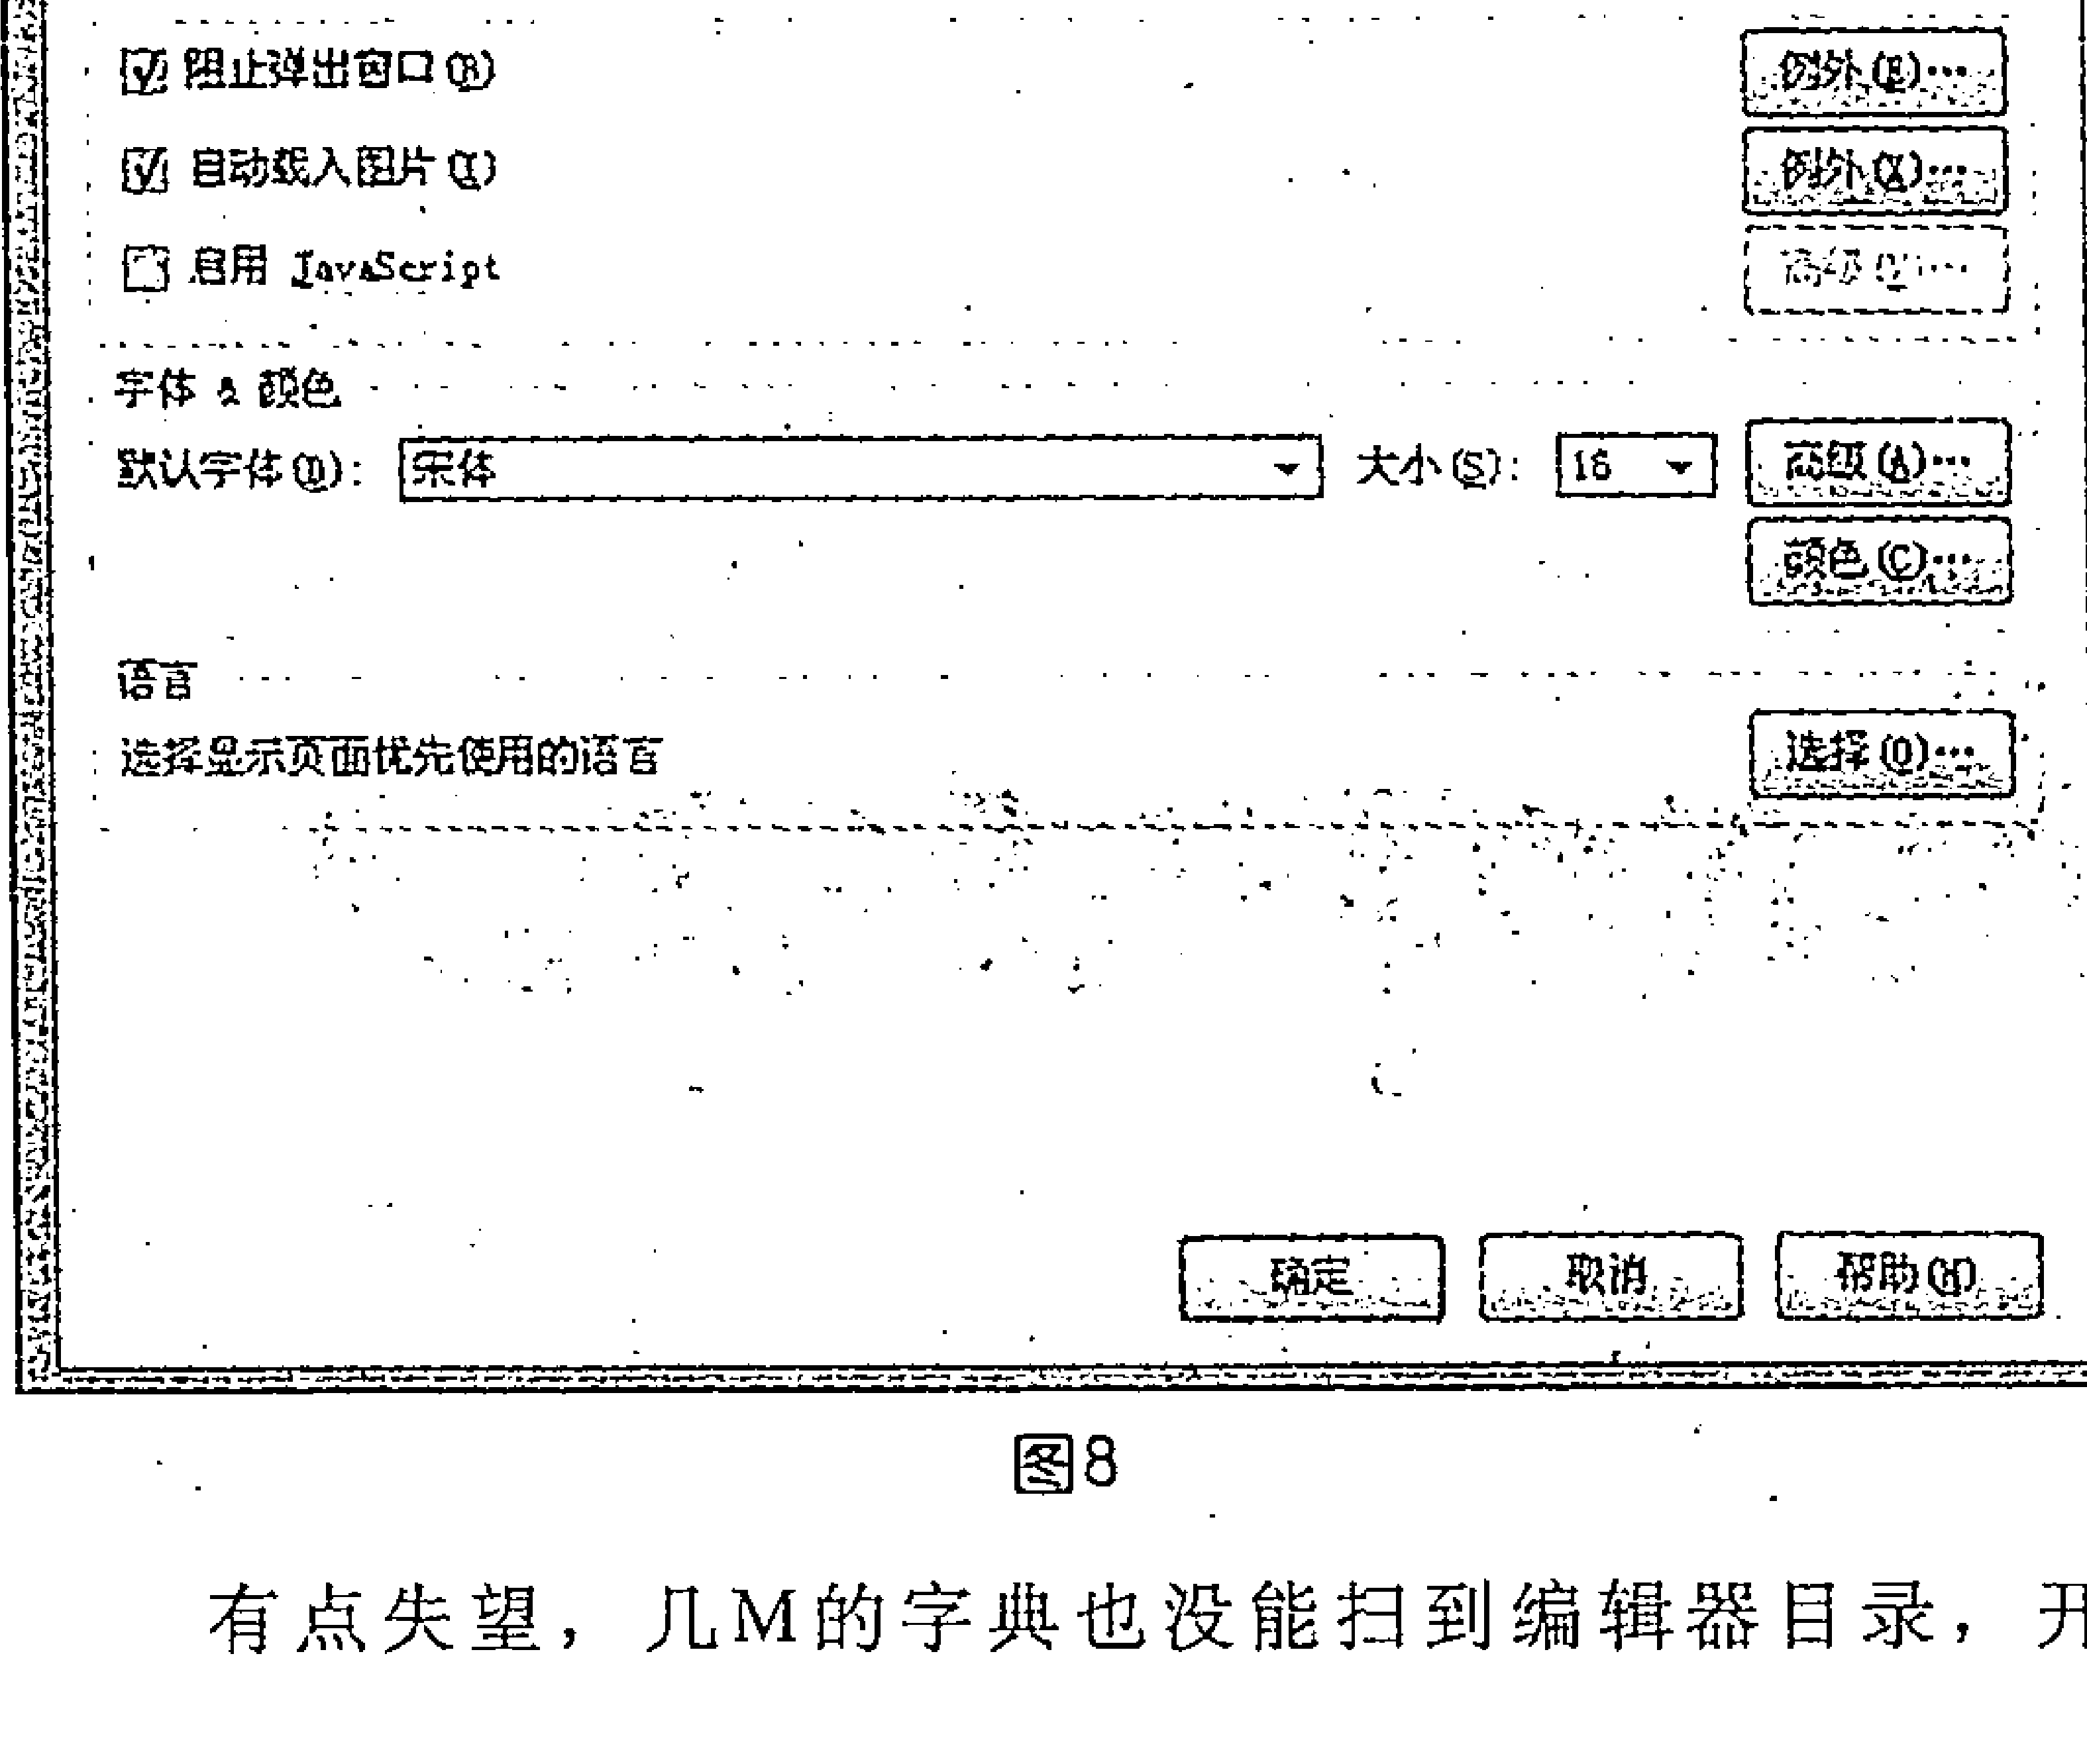 阻止弹出窗口(B) 例外(E)…
自动载入图片(I) 例外(X)…
启用 JavaScript 高级(V)…
字体 & 颜色
默认字体(D): 宋体 大小(S): 16 高级(A)…
颜色(C)…
语言
选择显示页面优先使用的语言 选择(O)…
确定 取消 帮助(H)
图8
有点失望，几M的字典也没能扫到编辑器目录，开